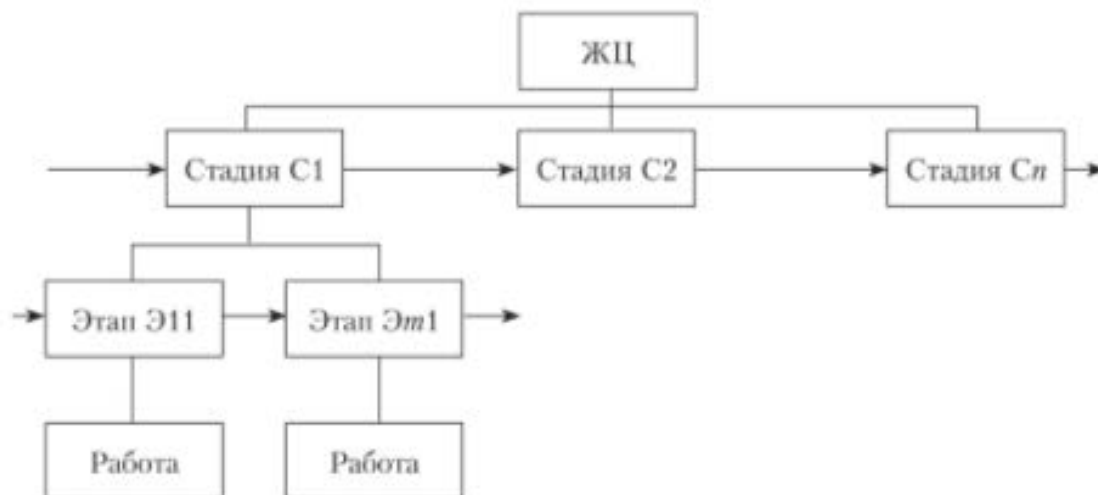 ЖЦ
Стадия С1
Стадия С2
Стадия Сn
Этап Э11
Этап Эm1
Работа
Работа